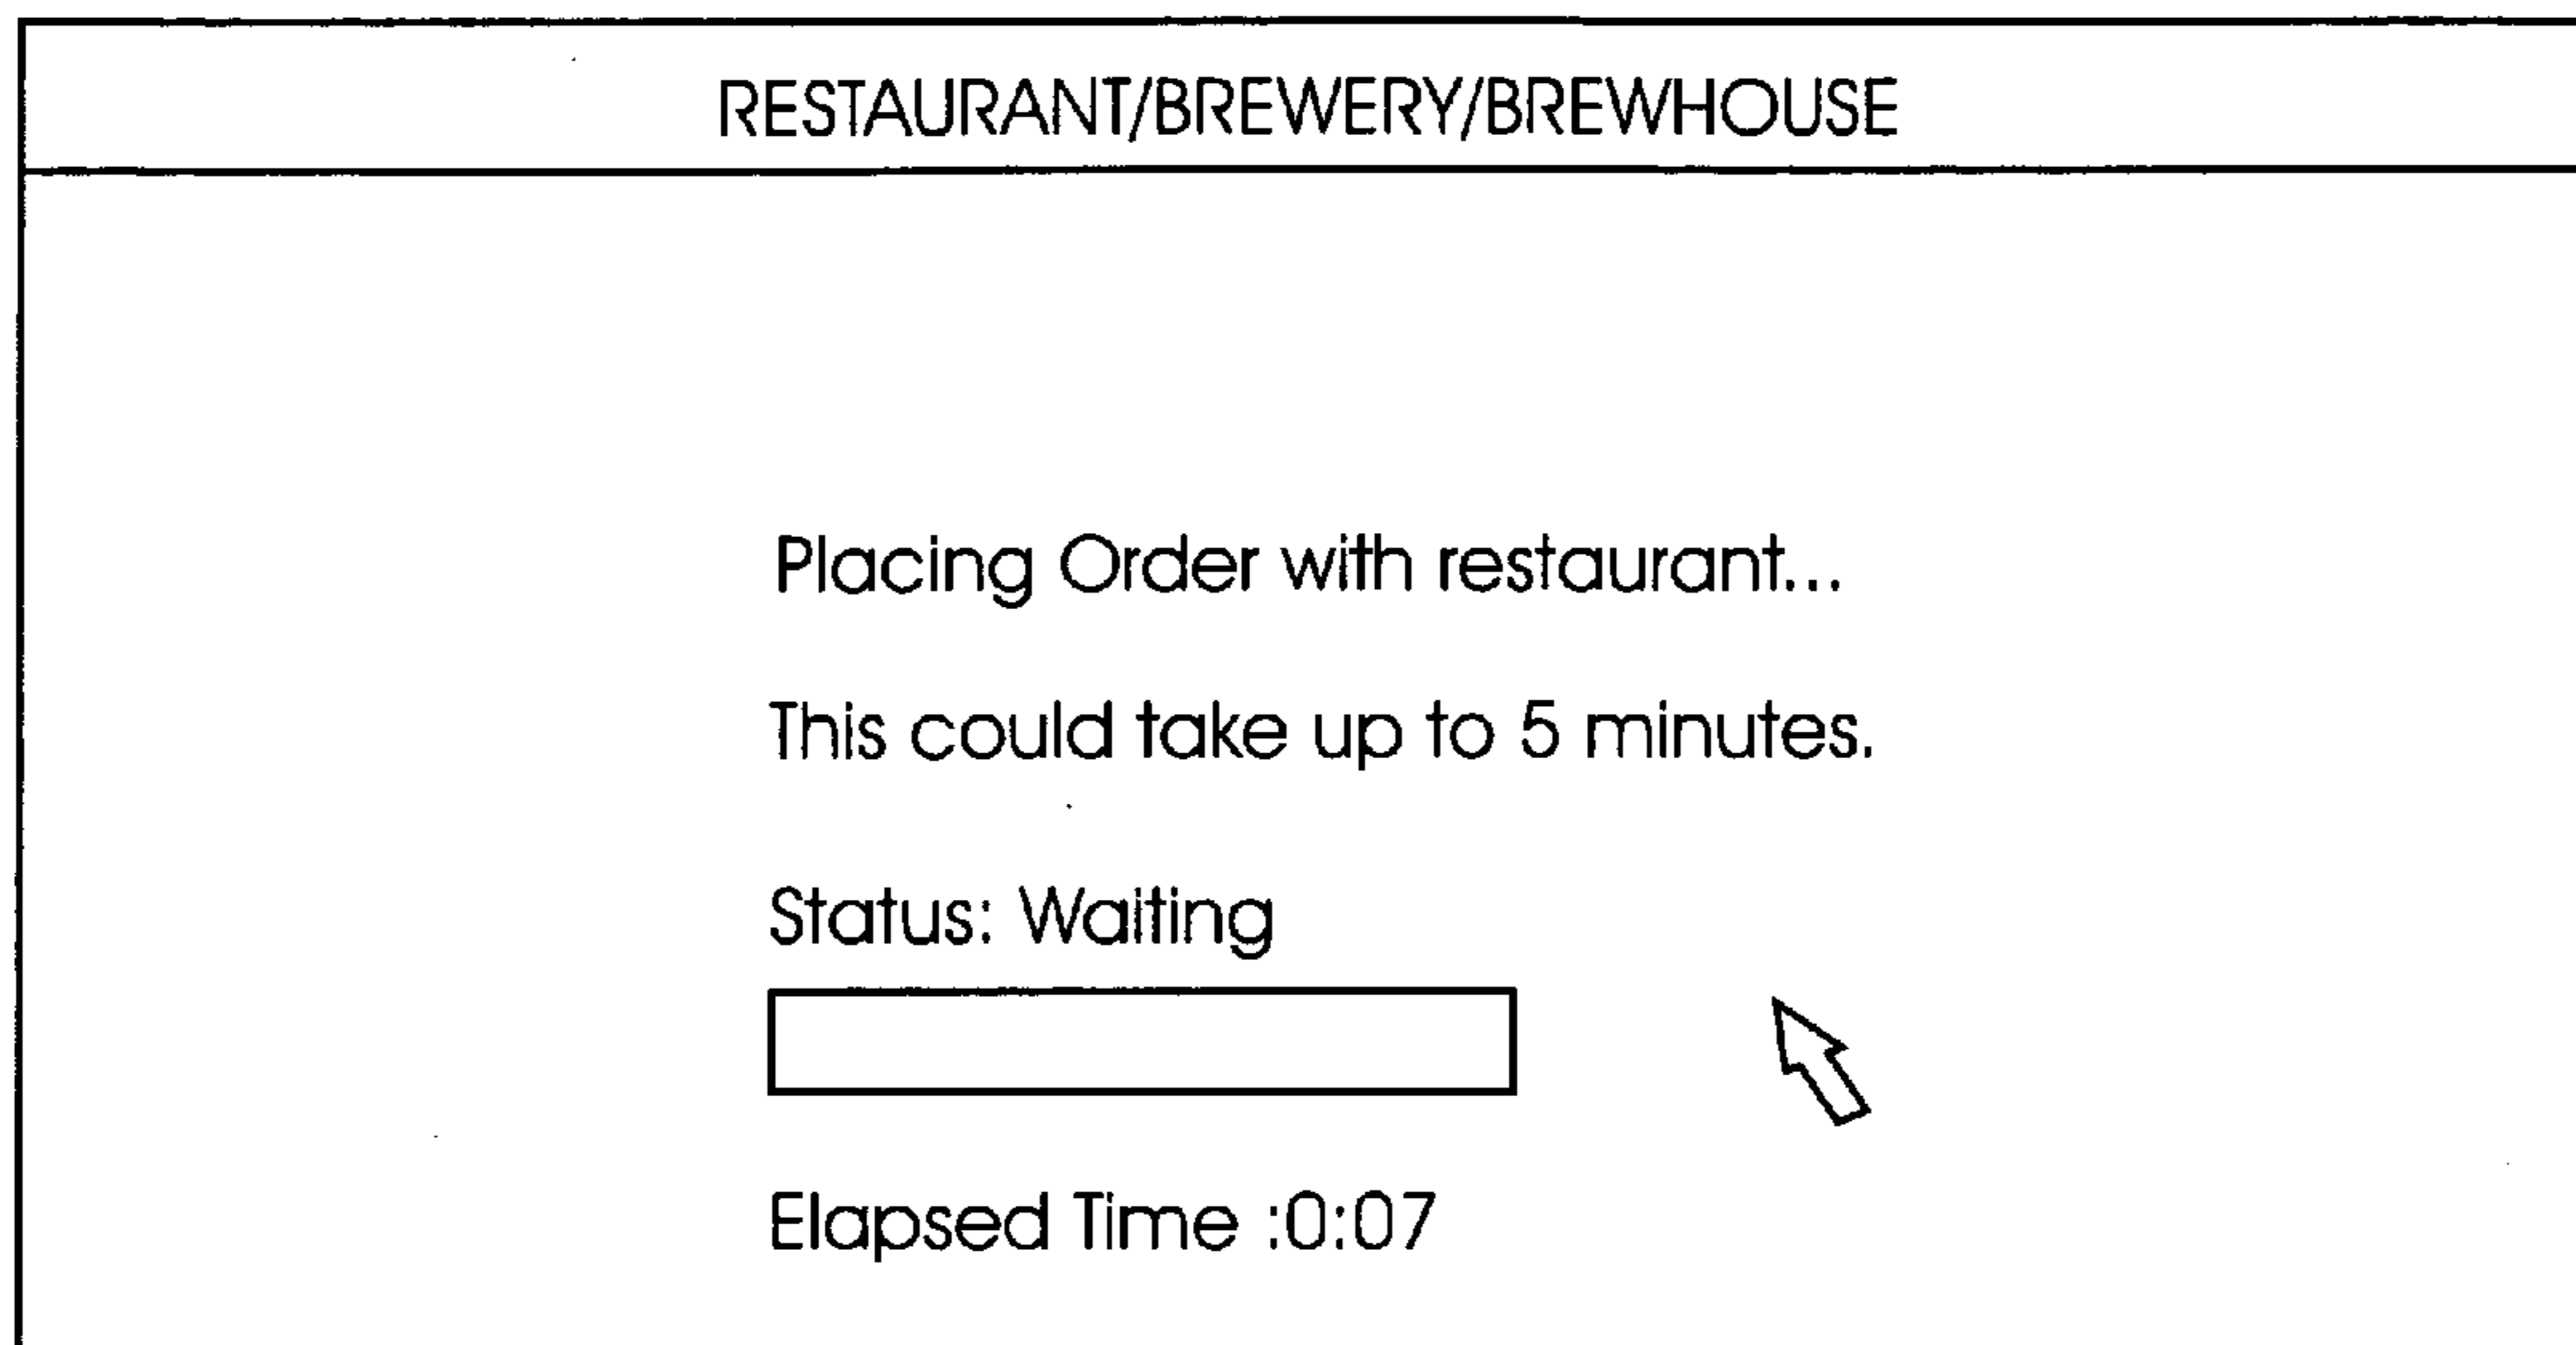 RESTAURANT/BREWERY/BREWHOUSE
Placing Order with restaurant...
This could take up to 5 minutes.
Status: Waiting
Elapsed Time :0:07